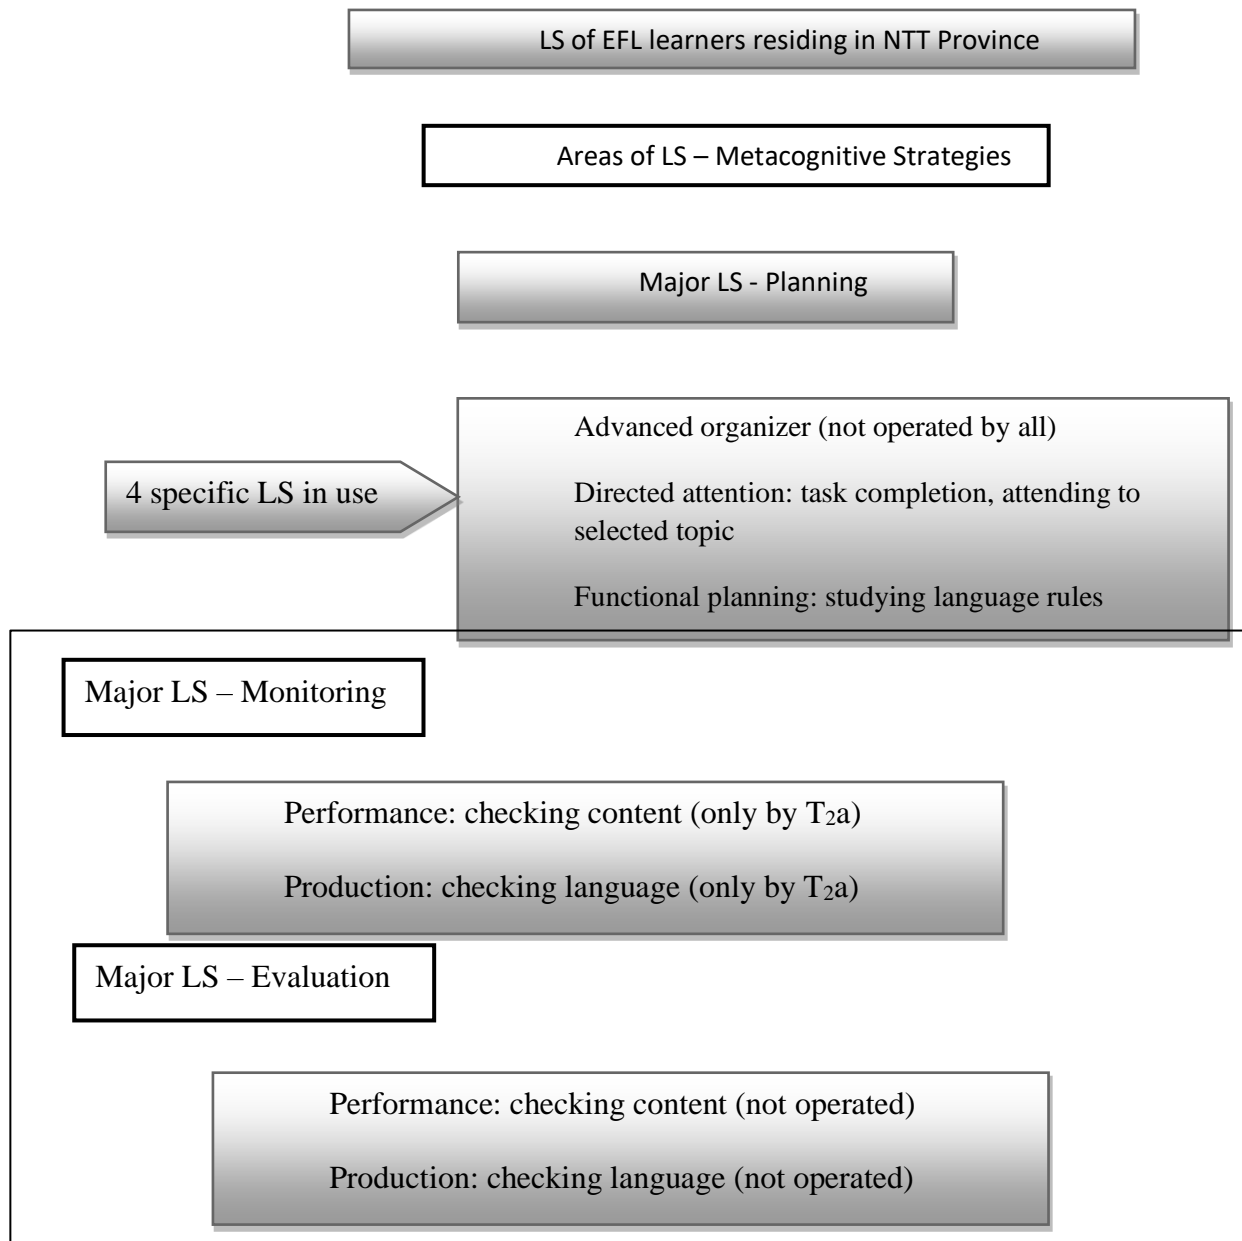 LS of EFL learners residing in NTT Province
Areas of LS – Metacognitive Strategies
Major LS - Planning
4 specific LS in use
Advanced organizer (not operated by all)
Directed attention: task completion, attending to
selected topic
Functional planning: studying language rules
Major LS – Monitoring
Performance: checking content (only by T₂a)
Production: checking language (only by T₂a)
Major LS – Evaluation
Performance: checking content (not operated)
Production: checking language (not operated)